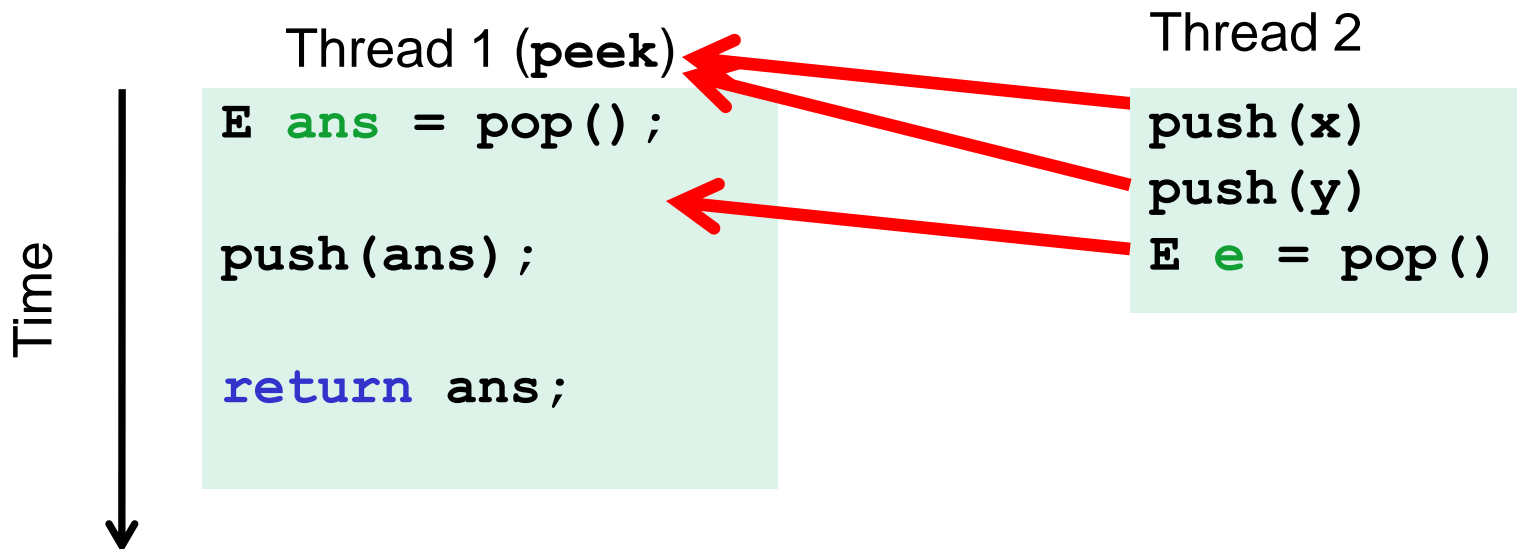 Thread 1 (peek)
E ans = pop();
push(ans);
return ans;
Thread 2
push(x)
push(y)
E e = pop()
Time